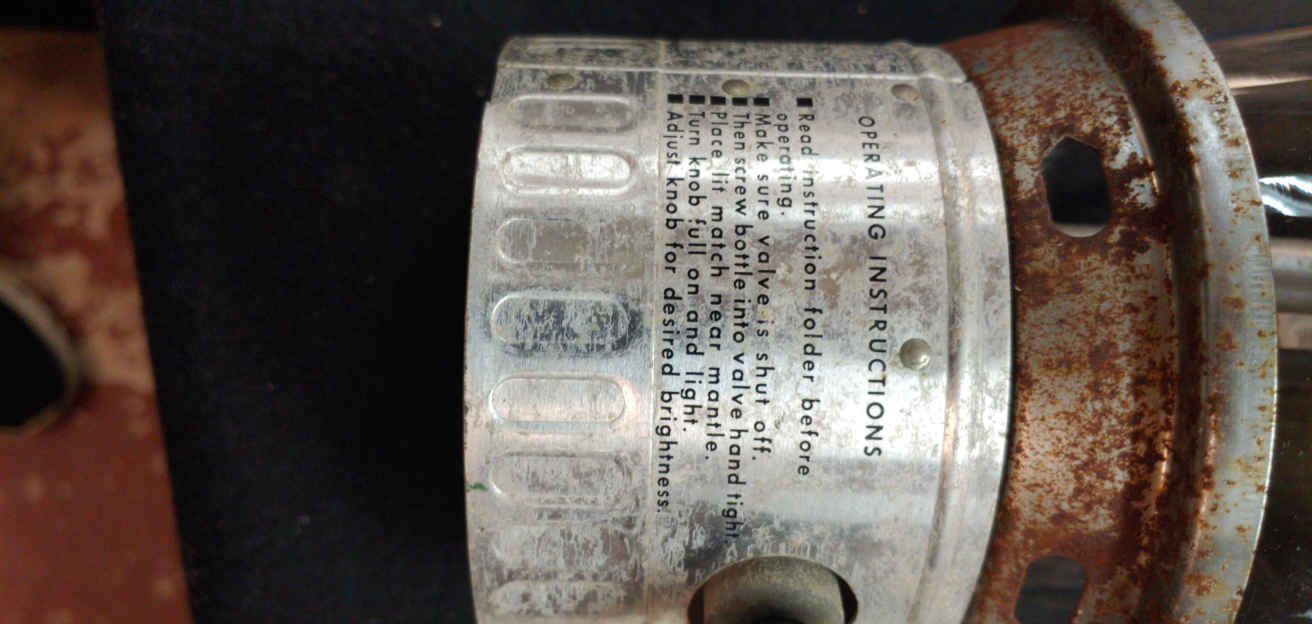 OPERATING INSTRUCTIONS
■ Read instruction folder before
operating.
■ Make sure valve is shut off.
■ Then screw bottle into valve hand tight.
■ Place lit match near mantle.
■ Turn knob full on and light.
■ Adjust knob for desired brightness.